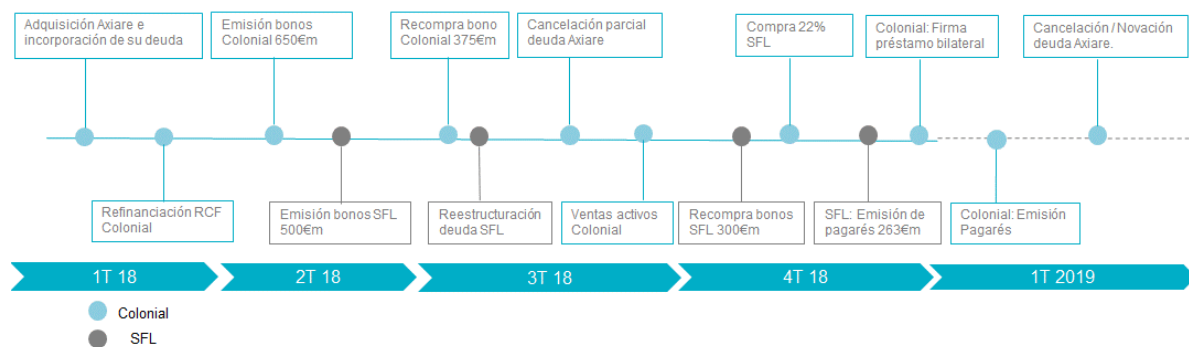 Adquisición Axiare e
incorporación de su deuda
Emisión bonos
Colonial 650€m
Recompra bono
Colonial 375€m
Cancelación parcial
deuda Axiare
Compra 22%
SFL
Colonial: Firma
préstamo bilateral
Cancelación / Novación
deuda Axiare.
Refinanciación RCF
Colonial
Emisión bonos SFL
500€m
Reestructuración
deuda SFL
Ventas activos
Colonial
Recompra bonos
SFL 300€m
SFL: Emisión de
pagarés 263€m
Colonial: Emisión
Pagarés
1T 18
2T 18
3T 18
4T 18
1T 2019
Colonial
SFL